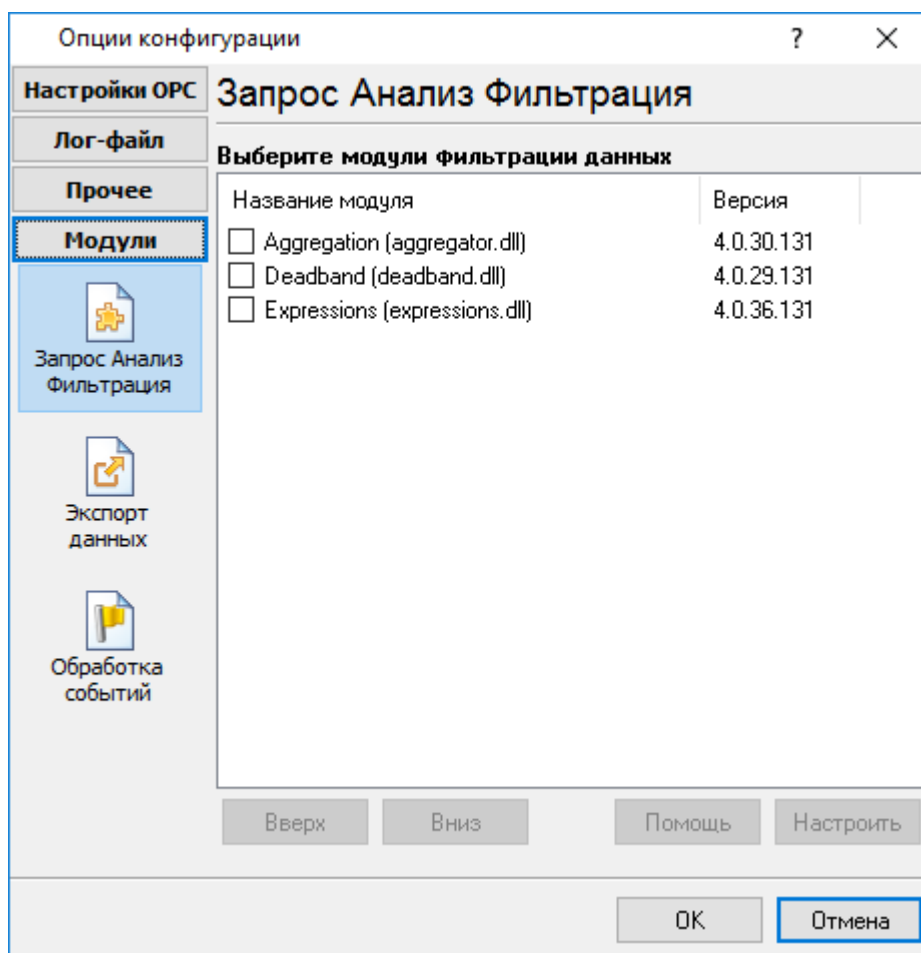 Опции конфигурации
?
Настройки OPC
Лог-файл
Прочее
Модули
Запрос Анализ
Фильтрация
Экспорт
данных
Обработка
событий
Запрос Анализ Фильтрация
Выберите модули фильтрации данных
Название модуля Версия
Aggregation (aggregator.dll) 4.0.30.131
Deadband (deadband.dll) 4.0.29.131
Expressions (expressions.dll) 4.0.36.131
Вверх Вниз Помощь Настроить
OK Отмена